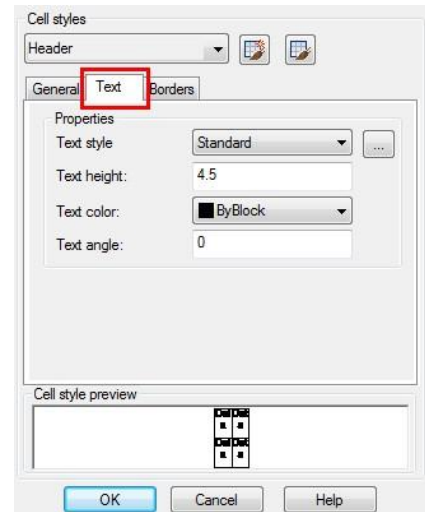 Cell styles
Header
General Text Borders
Properties
Text style Standard ...
Text height: 4.5
Text color: ByBlock
Text angle: 0
Cell style preview
OK Cancel Help